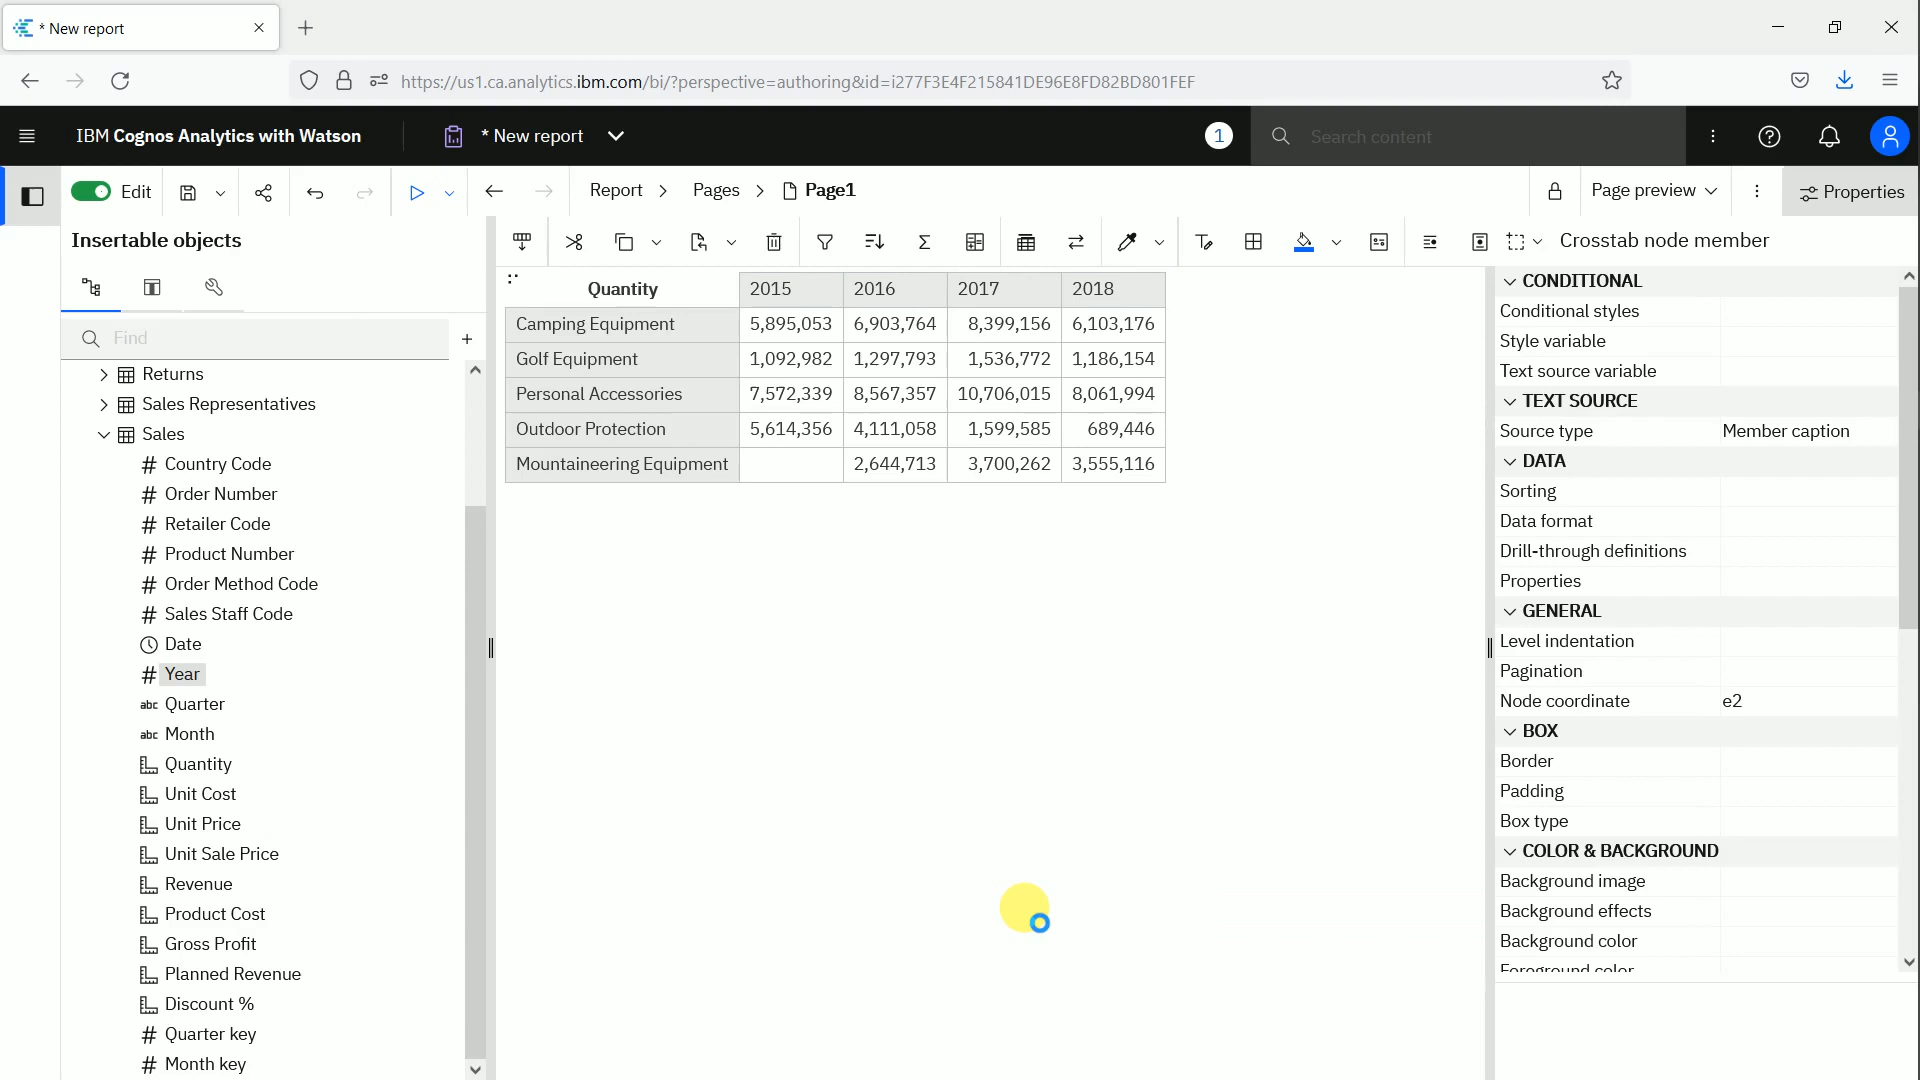 * New report
https://us1.ca.analytics.ibm.com/bi/?perspective=authoring&id=i277F3E4F215841DE96E8FD82BD801FEF
IBM Cognos Analytics with Watson
* New report
1
Search content
Edit
Report > Pages > Page1
Page preview
Properties
Insertable objects
Crosstab node member
Find
Returns
Sales Representatives
Sales
# Country Code
# Order Number
# Retailer Code
# Product Number
# Order Method Code
# Sales Staff Code
Date
# Year
abc Quarter
abc Month
Quantity
Unit Cost
Unit Price
Unit Sale Price
Revenue
Product Cost
Gross Profit
Planned Revenue
Discount %
# Quarter key
# Month key
Quantity 2015 2016 2017 2018
Camping Equipment 5,895,053 6,903,764 8,399,156 6,103,176
Golf Equipment 1,092,982 1,297,793 1,536,772 1,186,154
Personal Accessories 7,572,339 8,567,357 10,706,015 8,061,994
Outdoor Protection 5,614,356 4,111,058 1,599,585 689,446
Mountaineering Equipment 2,644,713 3,700,262 3,555,116
CONDITIONAL
Conditional styles
Style variable
Text source variable
TEXT SOURCE
Source type Member caption
DATA
Sorting
Data format
Drill-through definitions
Properties
GENERAL
Level indentation
Pagination
Node coordinate e2
BOX
Border
Padding
Box type
COLOR & BACKGROUND
Background image
Background effects
Background color
Foreground color